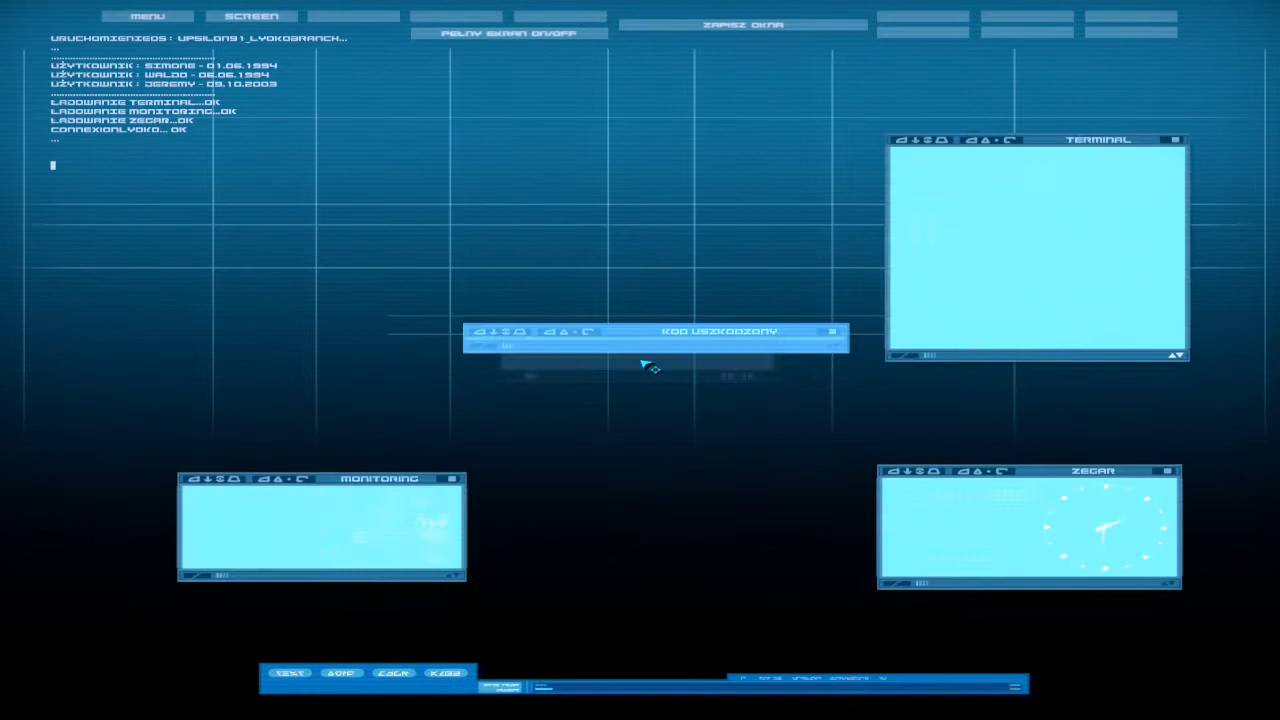 MENU
SCREEN
PEŁNY EKRAN ON/OFF
ZAPISZ OKNA
URUCHOMIENIEOS : UPSILON91_LYOKOBRANCH...
...
UŻYTKOWNIK : SIMONE - 01.06.1994
UŻYTKOWNIK : WALDO - 06.06.1994
UŻYTKOWNIK : JEREMY - 09.10.2003
ŁADOWANIE TERMINAL...OK
ŁADOWANIE MONITORING...OK
ŁADOWANIE ZEGAR...OK
CONNEXIONLYOKO... OK
...
TERMINAL
KOD USZKODZONY
MONITORING
ZEGAR